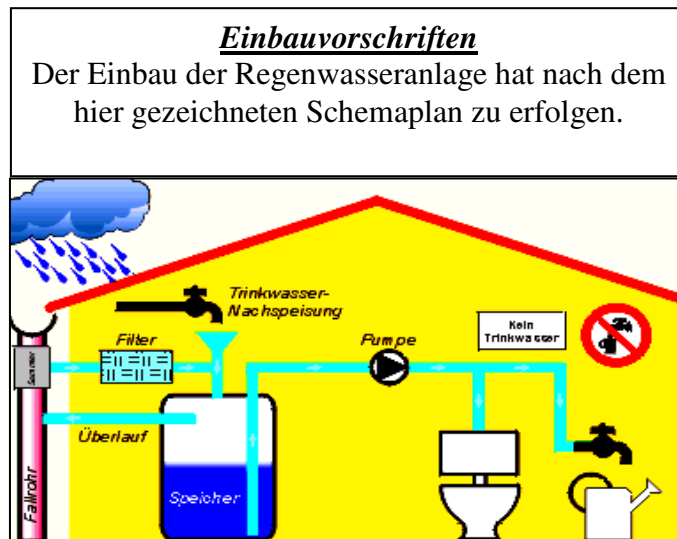 Einbauvorschriften
Der Einbau der Regenwasseranlage hat nach dem
hier gezeichneten Schemaplan zu erfolgen.
Trinkwasser-
Nachspeisung
Filter
Pumpe
Kein
Trinkwasser
Sammler
Überlauf
Speicher
Fallrohr